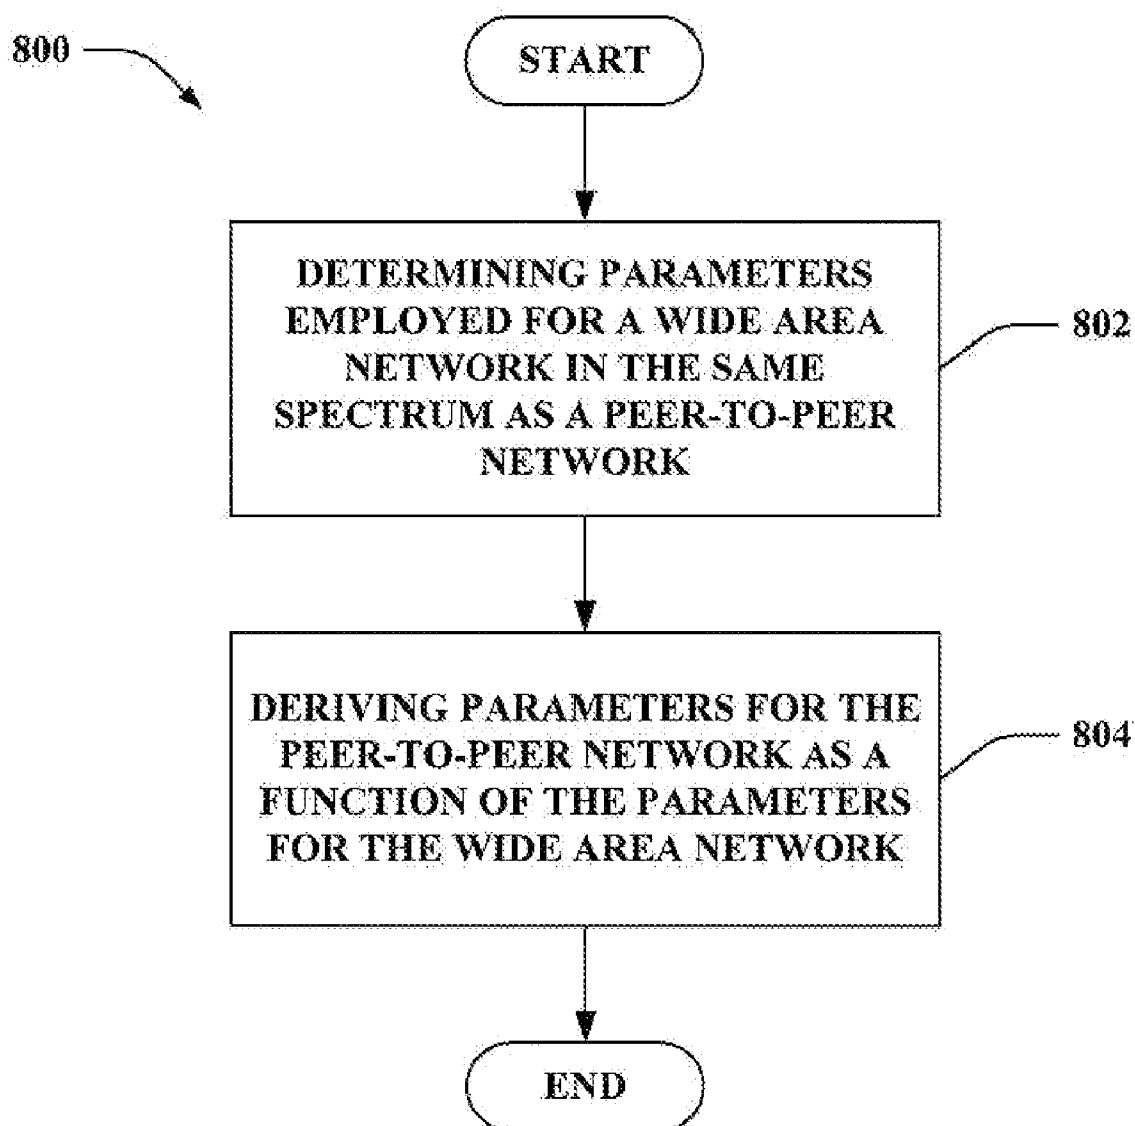 800
START
DETERMINING PARAMETERS
EMPLOYED FOR A WIDE AREA
NETWORK IN THE SAME
SPECTRUM AS A PEER-TO-PEER
NETWORK
802
DERIVING PARAMETERS FOR THE
PEER-TO-PEER NETWORK AS A
FUNCTION OF THE PARAMETERS
FOR THE WIDE AREA NETWORK
804
END